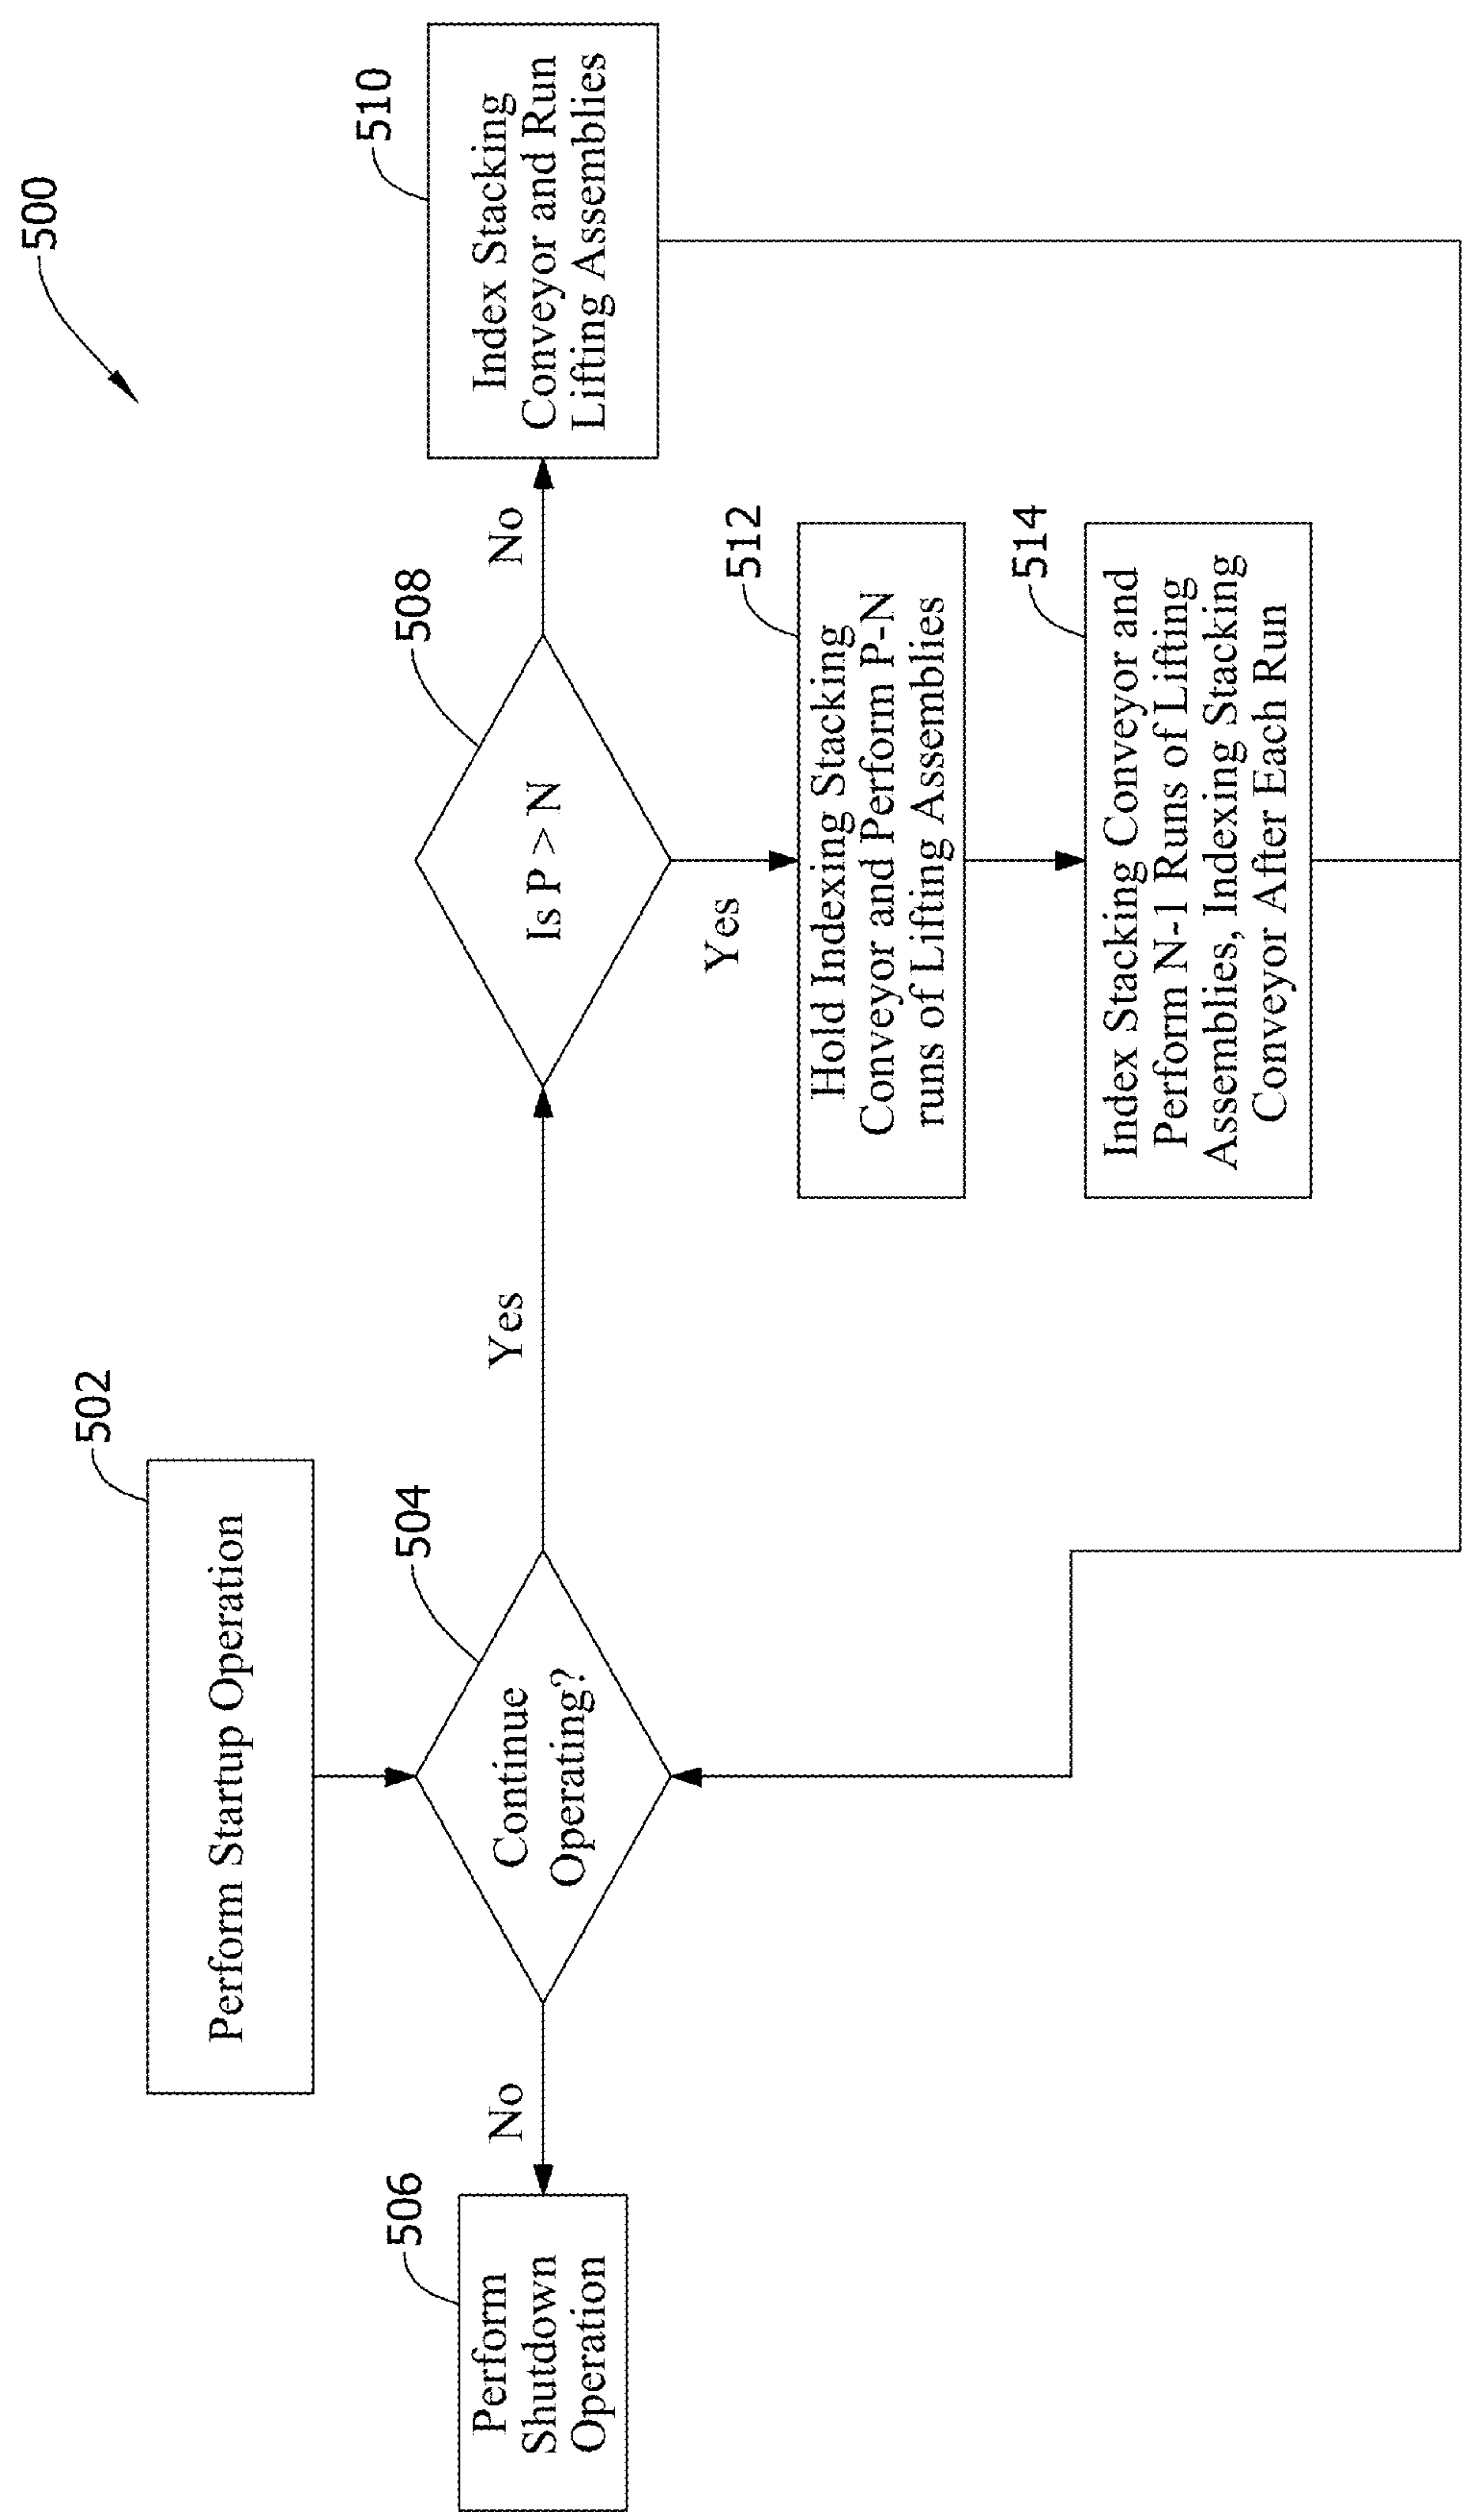 500
502
Perform Startup Operation
504
Continue
Operating?
No
506
Perform
Shutdown
Operation
Yes
508
Is P > N
No
510
Index Stacking
Conveyor and Run
Lifting Assemblies
Yes
512
Hold Indexing Stacking
Conveyor and Perform P-N
runs of Lifting Assemblies
514
Index Stacking Conveyor and
Perform N-1 Runs of Lifting
Assemblies, Indexing Stacking
Conveyor After Each Run